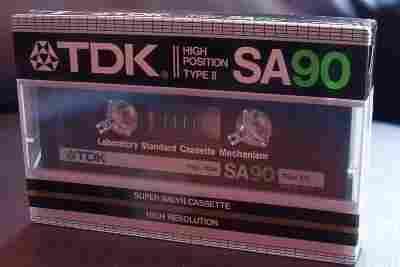 TDK HIGH POSITION TYPE II SA90
Laboratory Standard Cassette Mechanism
TDK SA90
SUPER AVILYN CASSETTE
HIGH RESOLUTION